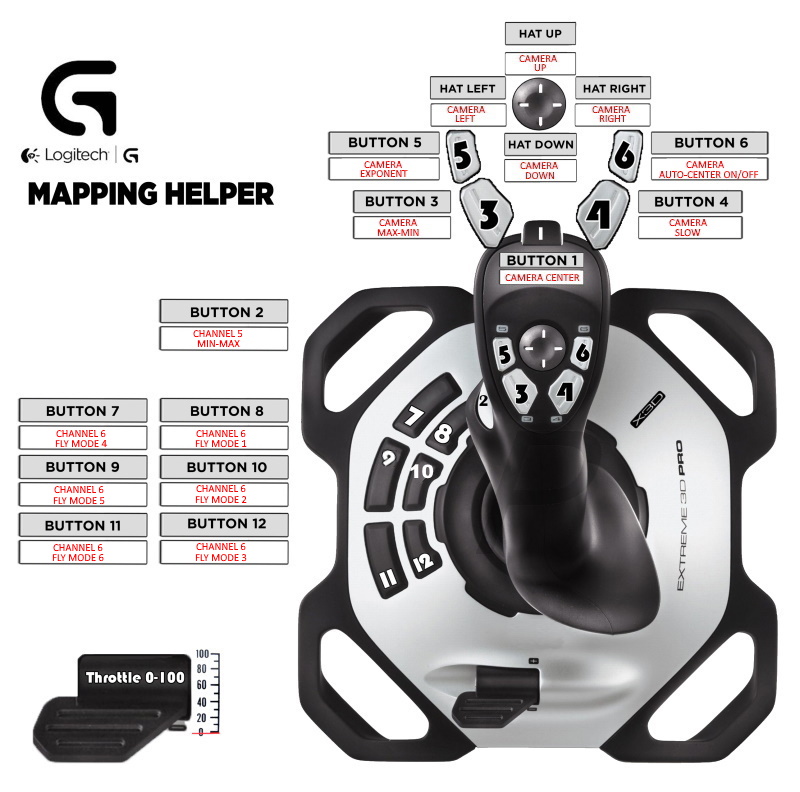 HAT UP
CAMERA
UP
HAT LEFT
HAT RIGHT
CAMERA
LEFT
CAMERA
RIGHT
BUTTON 5
5
HAT DOWN
6
BUTTON 6
CAMERA
EXPONENT
CAMERA
DOWN
CAMERA
AUTO-CENTER ON/OFF
Logitech G
MAPPING HELPER
BUTTON 3
3
4
BUTTON 4
CAMERA
MAX-MIN
CAMERA
SLOW
BUTTON 1
CAMERA CENTER
BUTTON 2
CHANNEL 5
MIN-MAX
5
6
3
4
2
BUTTON 7
BUTTON 8
CHANNEL 6
FLY MODE 4
CHANNEL 6
FLY MODE 1
BUTTON 9
BUTTON 10
CHANNEL 6
FLY MODE 5
CHANNEL 6
FLY MODE 2
BUTTON 11
BUTTON 12
CHANNEL 6
FLY MODE 6
CHANNEL 6
FLY MODE 3
7
8
9
10
11
12
EXTREME 3D PRO
Throttle 0-100
100
80
60
40
20
0
+